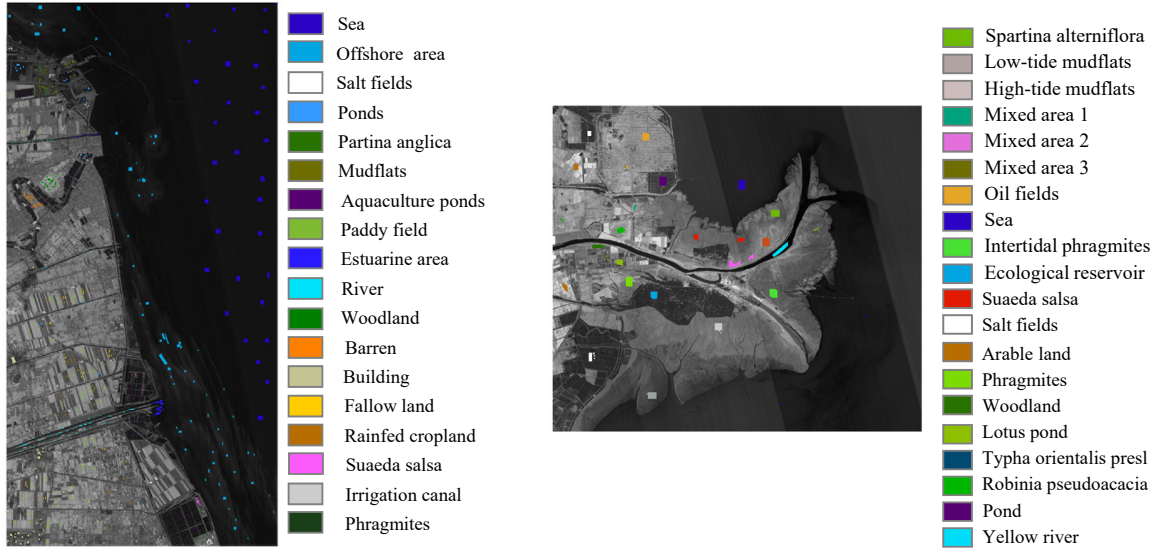 Sea
Offshore area
Salt fields
Ponds
Partina anglica
Mudflats
Aquaculture ponds
Paddy field
Estuarine area
River
Woodland
Barren
Building
Fallow land
Rainfed cropland
Suaeda salsa
Irrigation canal
Phragmites
Spartina alterniflora
Low-tide mudflats
High-tide mudflats
Mixed area 1
Mixed area 2
Mixed area 3
Oil fields
Sea
Intertidal phragmites
Ecological reservoir
Suaeda salsa
Salt fields
Arable land
Phragmites
Woodland
Lotus pond
Typha orientalis presl
Robinia pseudoacacia
Pond
Yellow river